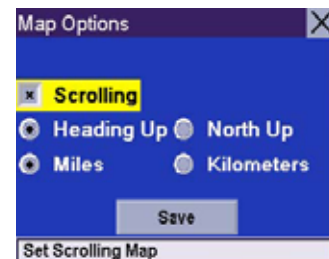 Map Options
Scrolling
Heading Up North Up
Miles Kilometers
Save
Set Scrolling Map